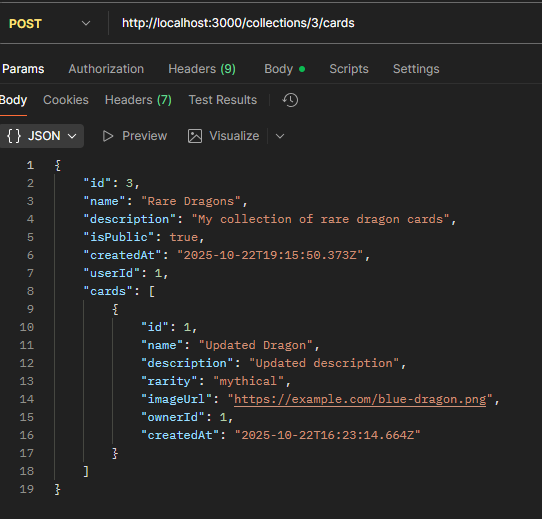 POST http://localhost:3000/collections/3/cards
Params Authorization Headers (9) Body Scripts Settings
Body Cookies Headers (7) Test Results
{} JSON Preview Visualize
1 {
2 "id": 3,
3 "name": "Rare Dragons",
4 "description": "My collection of rare dragon cards",
5 "isPublic": true,
6 "createdAt": "2025-10-22T19:15:50.373Z",
7 "userId": 1,
8 "cards": [
9 {
10 "id": 1,
11 "name": "Updated Dragon",
12 "description": "Updated description",
13 "rarity": "mythical",
14 "imageUrl": "https://example.com/blue-dragon.png",
15 "ownerId": 1,
16 "createdAt": "2025-10-22T16:23:14.664Z"
17 }
18 ]
19 }